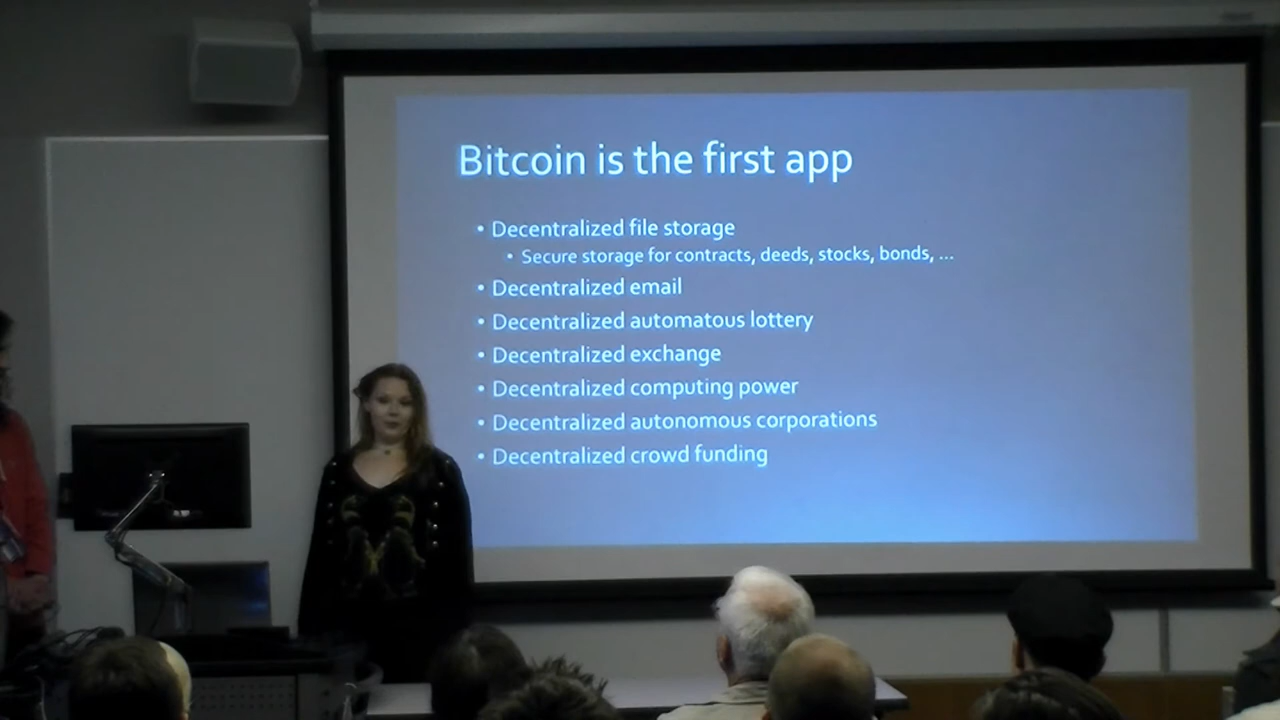 Bitcoin is the first app
• Decentralized file storage
• Secure storage for contracts, deeds, stocks, bonds, ...
• Decentralized email
• Decentralized automatous lottery
• Decentralized exchange
• Decentralized computing power
• Decentralized autonomous corporations
• Decentralized crowd funding